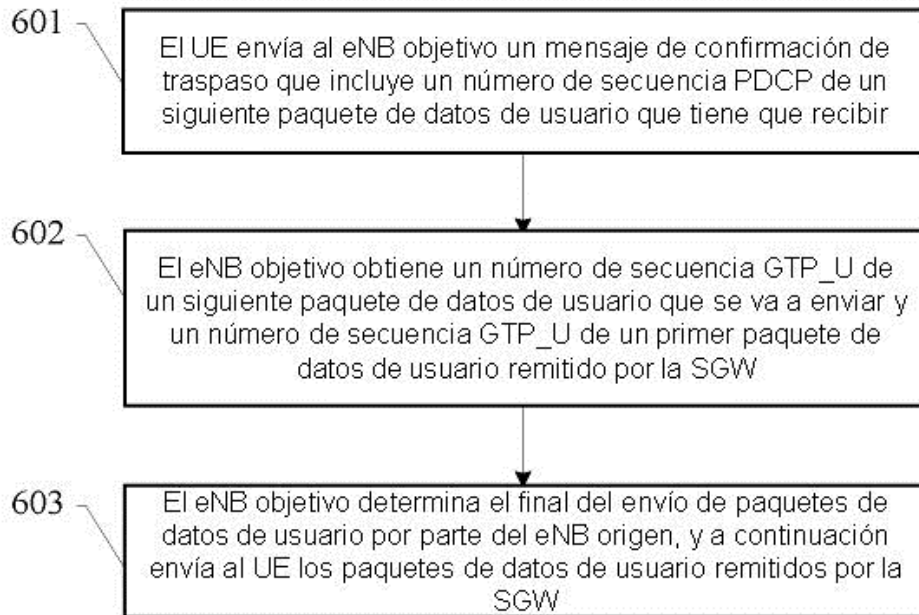 601
El UE envía al eNB objetivo un mensaje de confirmación de
traspaso que incluye un número de secuencia PDCP de un
siguiente paquete de datos de usuario que tiene que recibir
602
El eNB objetivo obtiene un número de secuencia GTP_U de
un siguiente paquete de datos de usuario que se va a enviar y
un número de secuencia GTP_U de un primer paquete de
datos de usuario remitido por la SGW
603
El eNB objetivo determina el final del envío de paquetes de
datos de usuario por parte del eNB origen, y a continuación
envía al UE los paquetes de datos de usuario remitidos por la
SGW